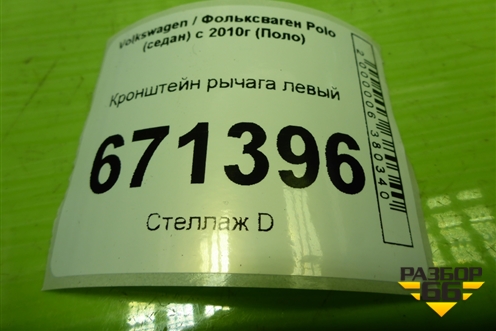 Volkswagen / Фольксваген Polo
(седан) с 2010г (Поло)
Кронштейн рычага левый
671396
Стеллаж D
2000006380340
РАЗБОР
66